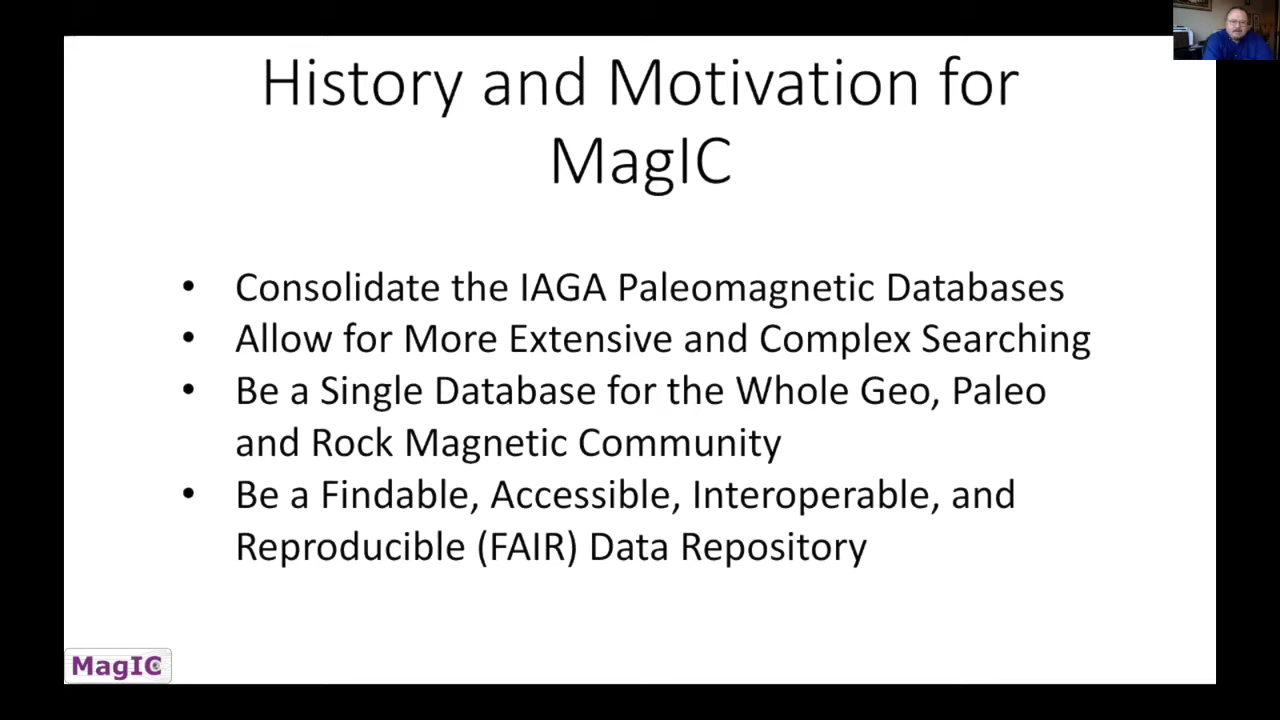 History and Motivation for
MagIC
• Consolidate the IAGA Paleomagnetic Databases
• Allow for More Extensive and Complex Searching
• Be a Single Database for the Whole Geo, Paleo
and Rock Magnetic Community
• Be a Findable, Accessible, Interoperable, and
Reproducible (FAIR) Data Repository
MagIC